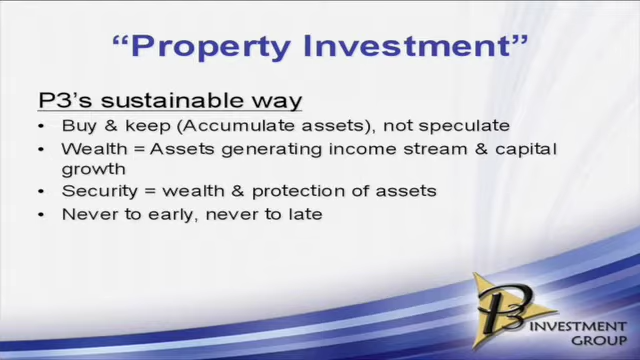 “Property Investment”
P3's sustainable way
• Buy & keep (Accumulate assets), not speculate
• Wealth = Assets generating income stream & capital
growth
• Security = wealth & protection of assets
• Never to early, never to late
P3
INVESTMENT
GROUP